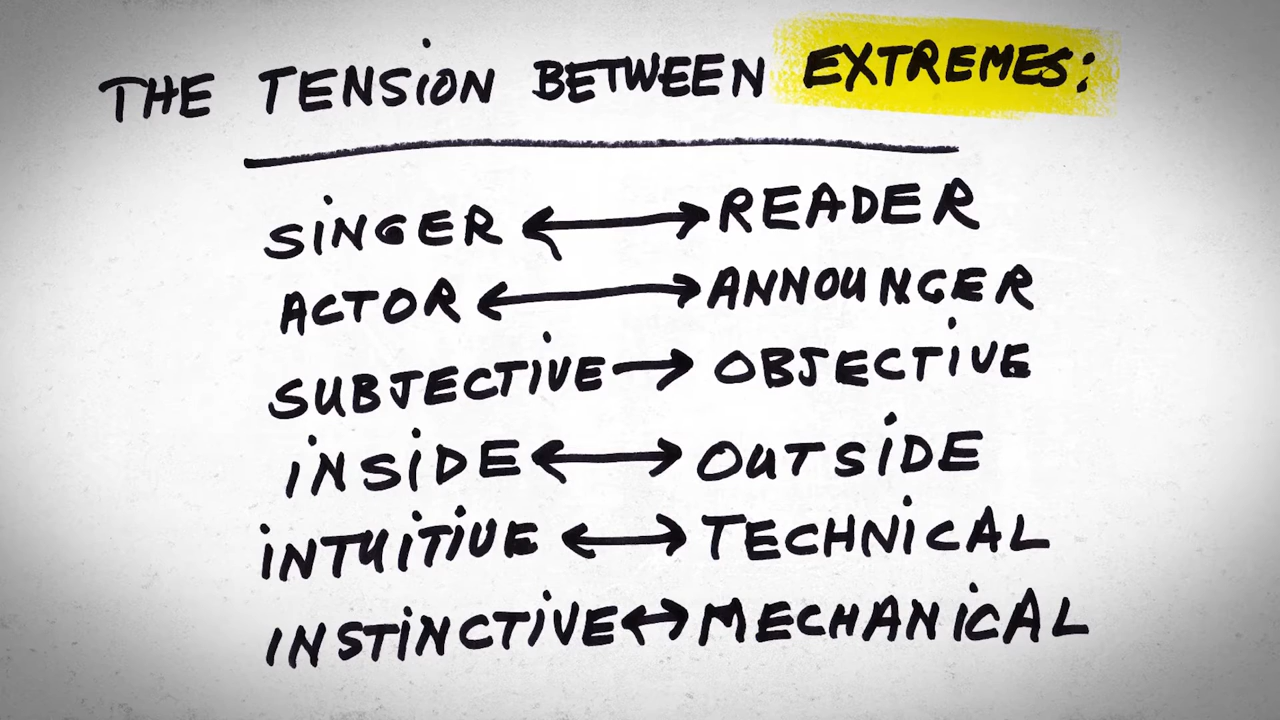 THE TENSION BETWEEN EXTREMES:
SINGER ↔ READER
ACTOR ↔ ANNOUNCER
SUBJECTIVE → OBJECTIVE
INSIDE ↔ OUTSIDE
INTUITIVE ↔ TECHNICAL
INSTINCTIVE ↔ MECHANICAL